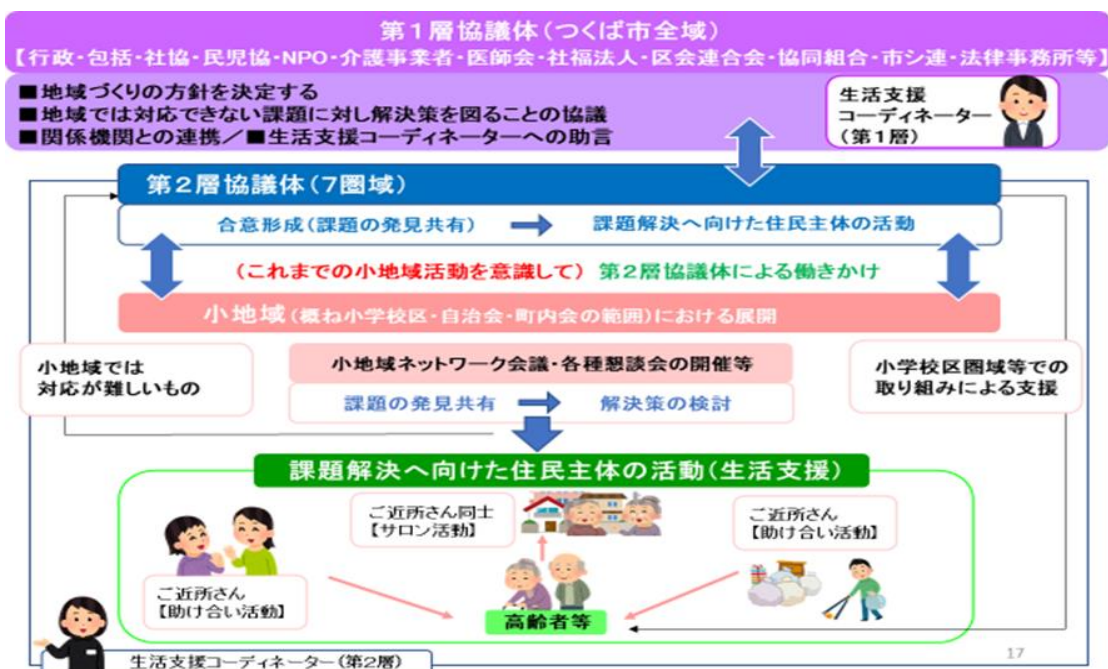 第1層協議体(つくば市全域)
【行政・包括・社協・民児協・NPO・介護事業者・医師会・社福法人・区会連合会・協同組合・市シ連・法律事務所等】
■地域づくりの方針を決定する
■地域では対応できない課題に対し解決策を図ることの協議
■関係機関との連携／■生活支援コーディネーターへの助言
生活支援
コーディネーター
(第1層)
第2層協議体(7圏域)
合意形成(課題の発見共有)
課題解決へ向けた住民主体の活動
(これまでの小地域活動を意識して) 第2層協議体による働きかけ
小地域(概ね小学校区・自治会・町内会の範囲)における展開
小地域では
対応が難しいもの
小地域ネットワーク会議・各種懇談会の開催等
課題の発見共有
解決策の検討
小学校区圏域等での
取り組みによる支援
課題解決へ向けた住民主体の活動(生活支援)
ご近所さん
【助け合い活動】
ご近所さん同士
【サロン活動】
ご近所さん
【助け合い活動】
高齢者等
生活支援コーディネーター(第2層)
17